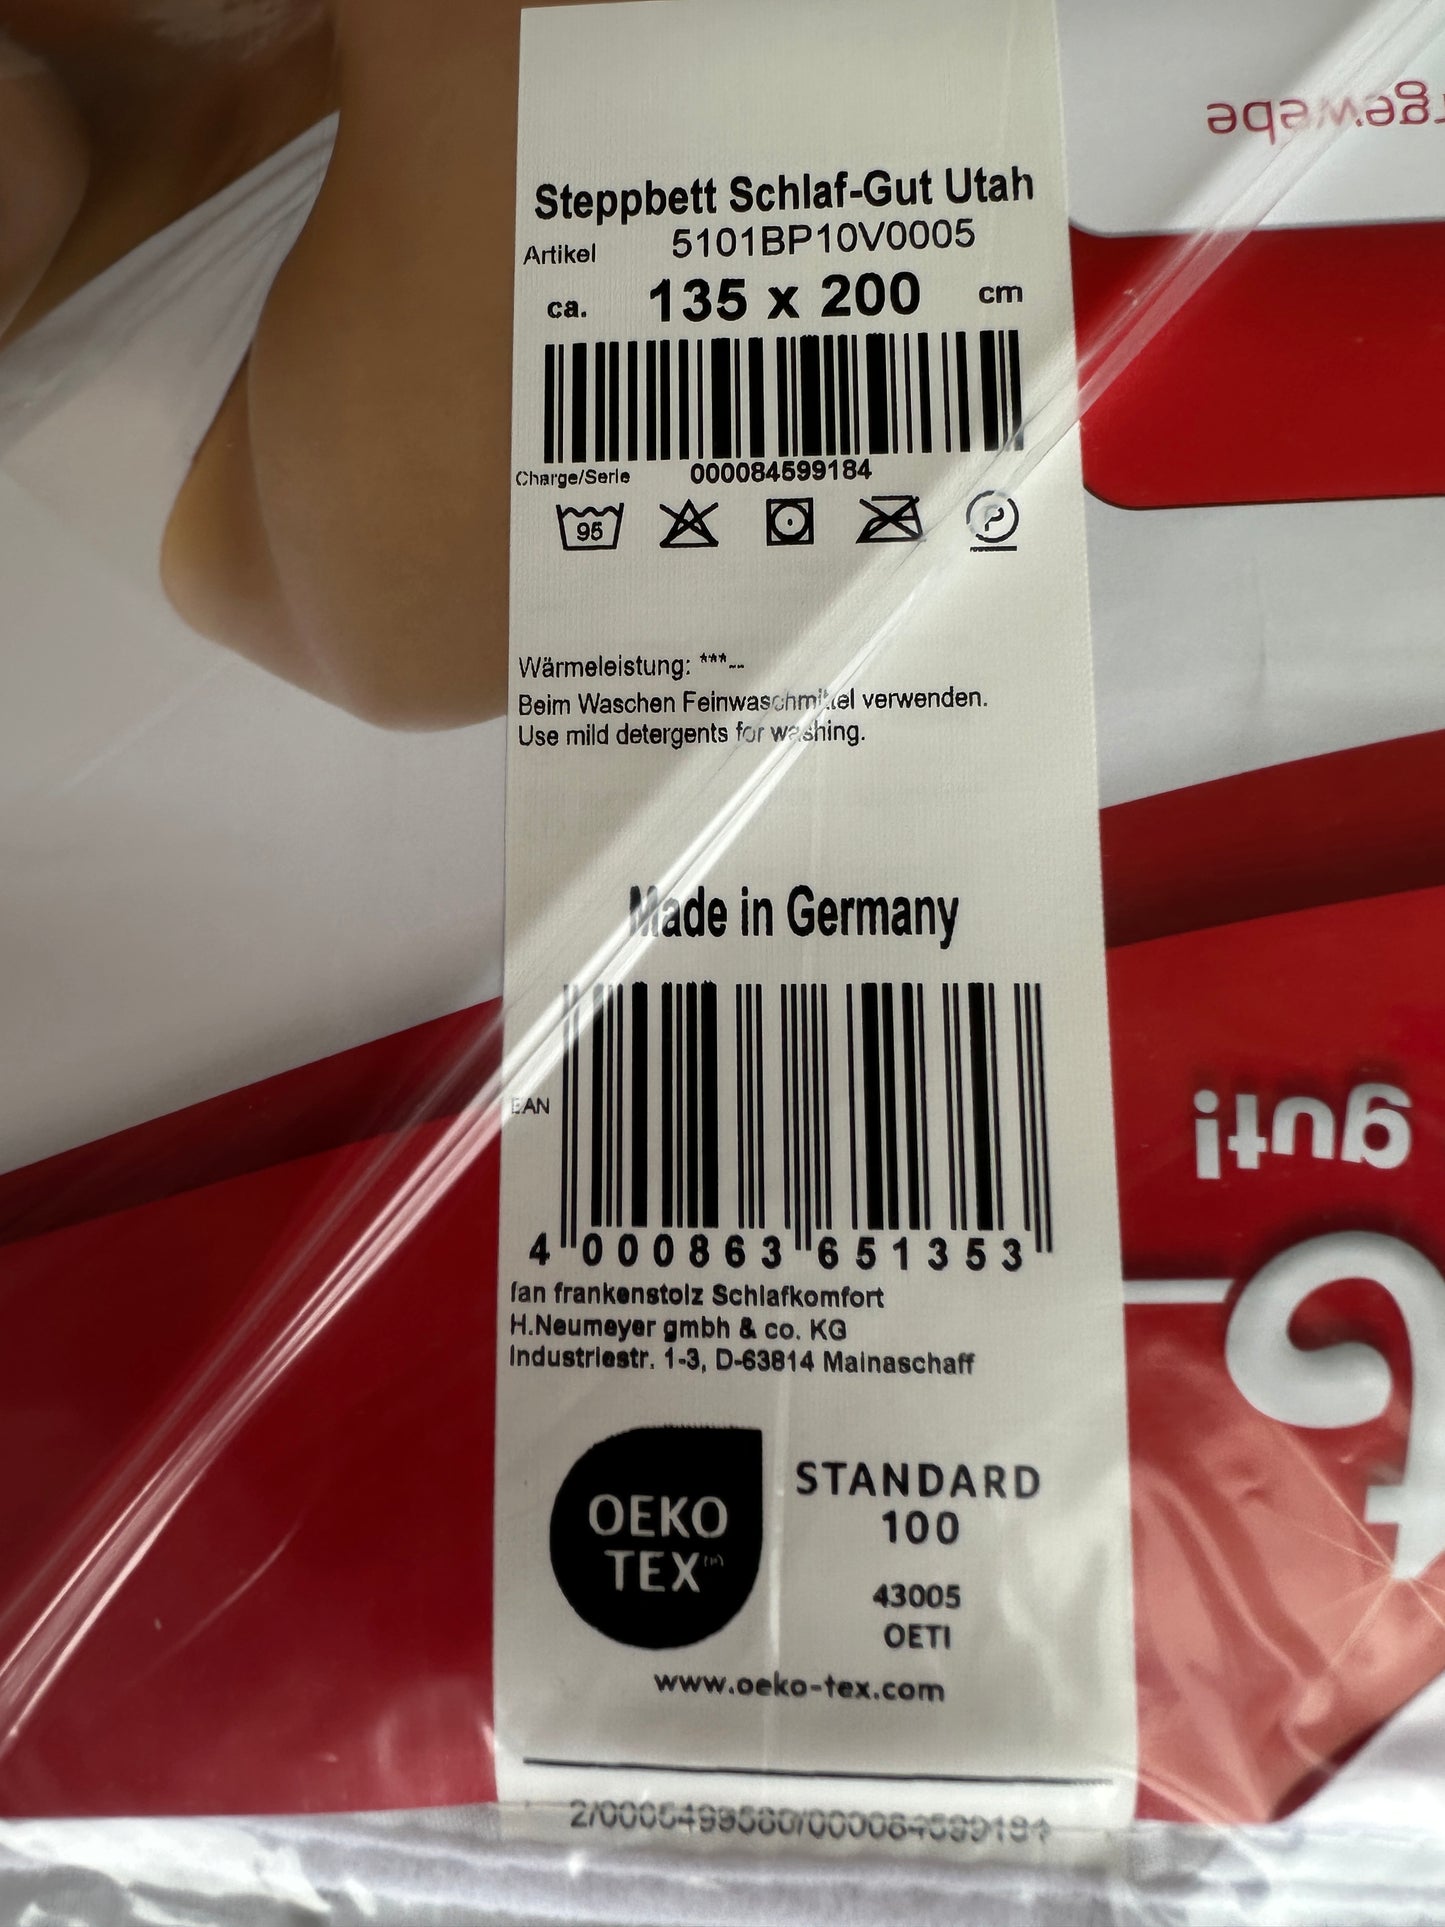 Steppbett Schlaf-Gut Utah
Artikel 5101BP10V0005
ca. 135 x 200 cm
Charge/Serie 000084599184
95
P
Wärmeleistung: ***--
Beim Waschen Feinwaschmittel verwenden.
Use mild detergents for washing.
Made in Germany
EAN
4 000863 651353
fan frankenstolz Schlafkomfort
H.Neumeyer gmbh & co. KG
Industriestr. 1-3, D-63814 Mainaschaff
OEKO
TEX
STANDARD
100
43005
OETI
www.oeko-tex.com
gut!